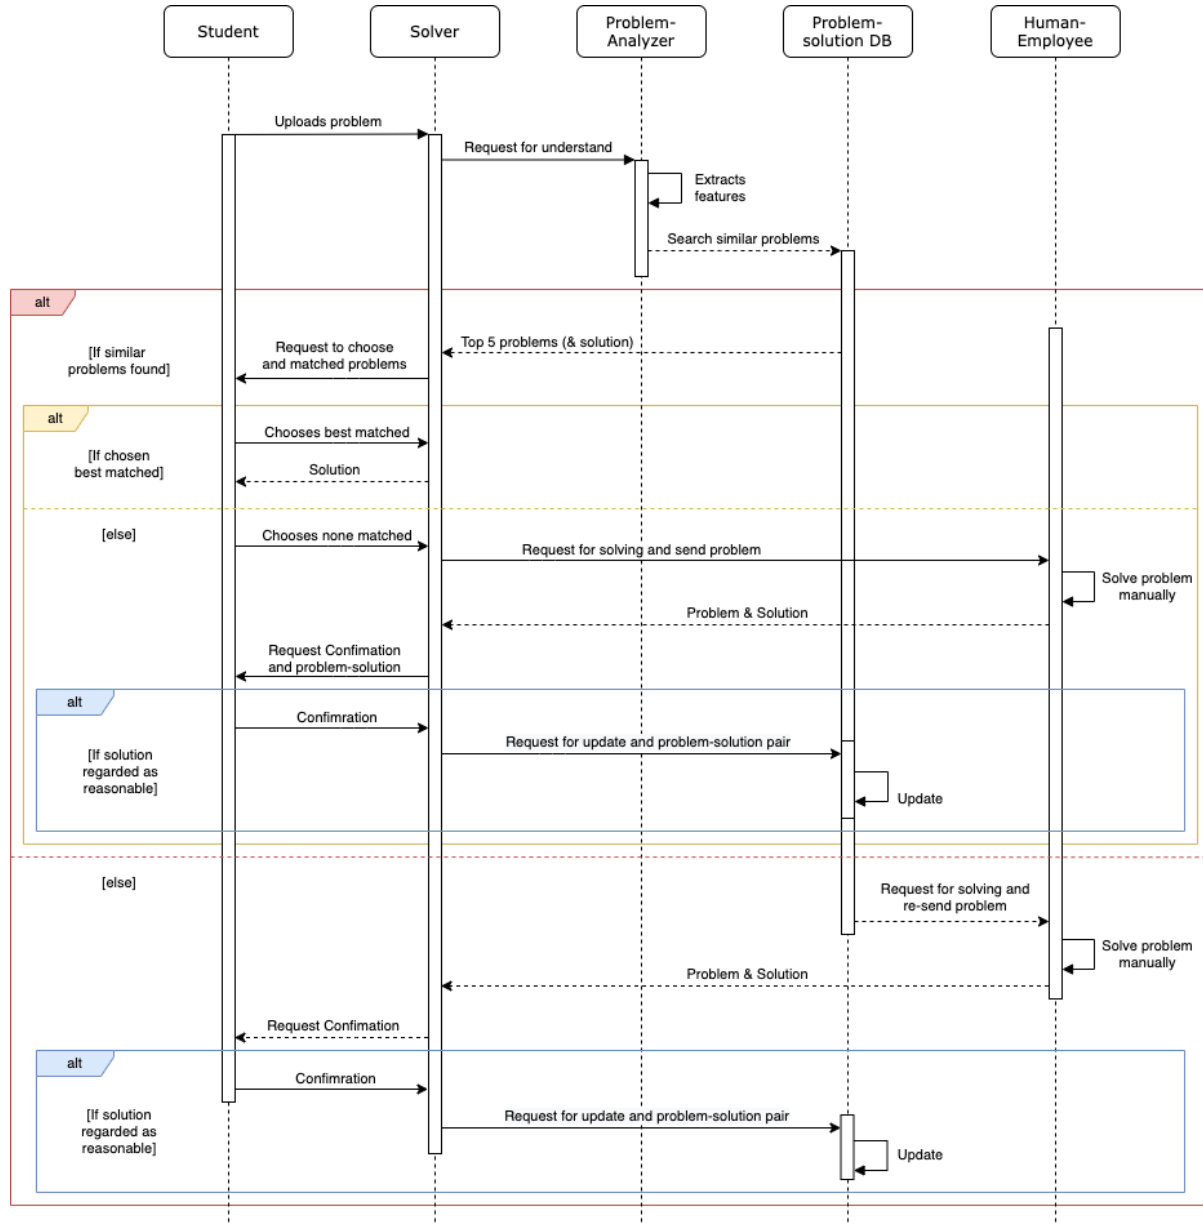 Student
Solver
Problem-
Analyzer
Problem-
solution DB
Human-
Employee
Uploads problem
Request for understand
Extracts
features
Search similar problems
alt
[If similar
problems found]
Request to choose
and matched problems
Top 5 problems (& solution)
alt
[If chosen
best matched]
Chooses best matched
Solution
[else]
Chooses none matched
Request for solving and send problem
Solve problem
manually
Problem & Solution
Request Confimation
and problem-solution
alt
Confimration
[If solution
regarded as
reasonable]
Request for update and problem-solution pair
Update
[else]
Request for solving and
re-send problem
Solve problem
manually
Problem & Solution
Request Confimation
alt
Confimration
[If solution
regarded as
reasonable]
Request for update and problem-solution pair
Update